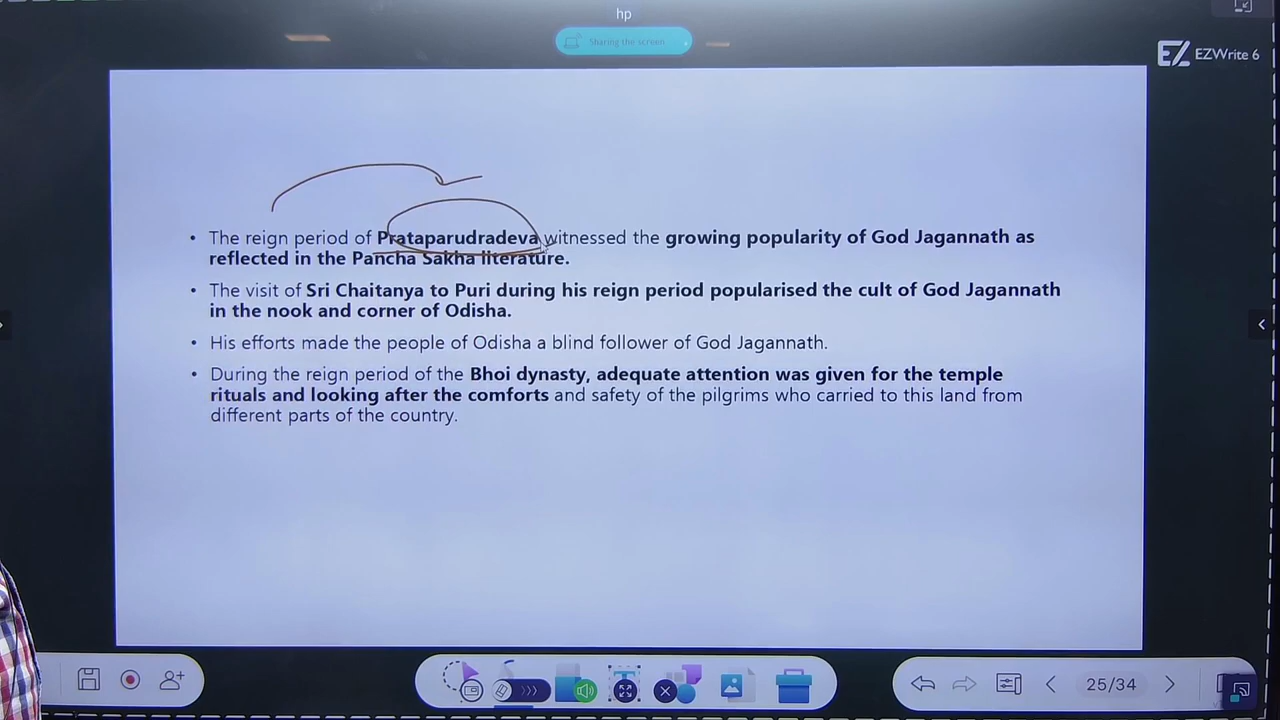 hp
Sharing the screen
EZWrite 6
• The reign period of Prataparudradeva witnessed the growing popularity of God Jagannath as
reflected in the Pancha Sakha literature.
• The visit of Sri Chaitanya to Puri during his reign period popularised the cult of God Jagannath
in the nook and corner of Odisha.
• His efforts made the people of Odisha a blind follower of God Jagannath.
• During the reign period of the Bhoi dynasty, adequate attention was given for the temple
rituals and looking after the comforts and safety of the pilgrims who carried to this land from
different parts of the country.
25/34